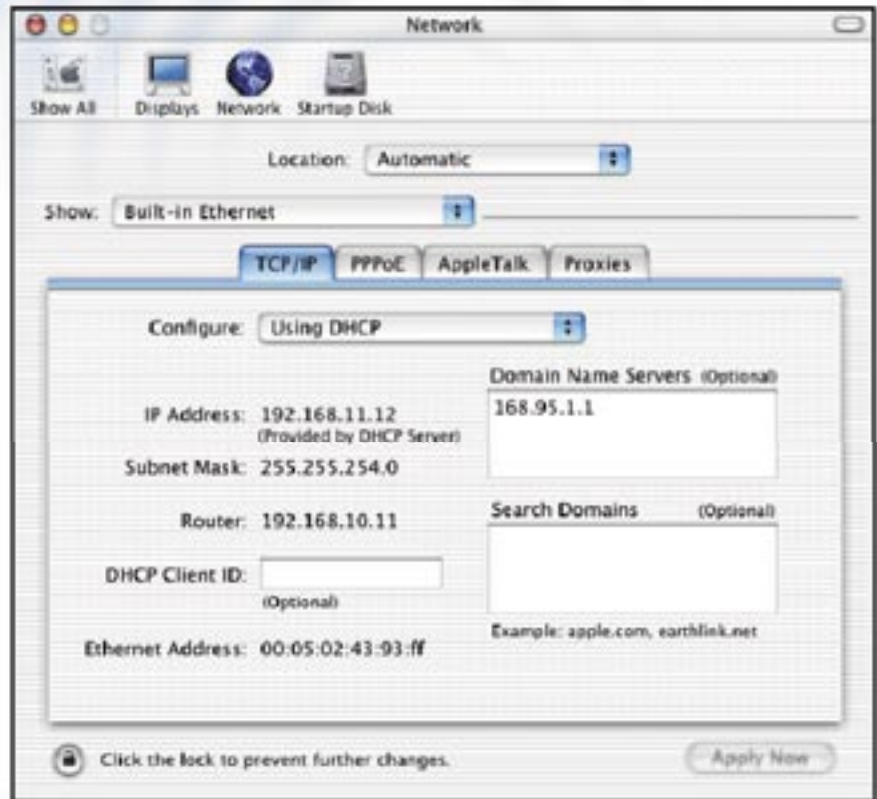 Network
Show All Displays Network Startup Disk
Location: Automatic
Show: Built-in Ethernet
TCP/IP PPPoE AppleTalk Proxies
Configure: Using DHCP
Domain Name Servers (Optional)
168.95.1.1
IP Address: 192.168.11.12
(Provided by DHCP Server)
Subnet Mask: 255.255.254.0
Router: 192.168.10.11
Search Domains (Optional)
DHCP Client ID:
(Optional)
Example: apple.com, earthlink.net
Ethernet Address: 00:05:02:43:93:ff
Click the lock to prevent further changes.
Apply Now